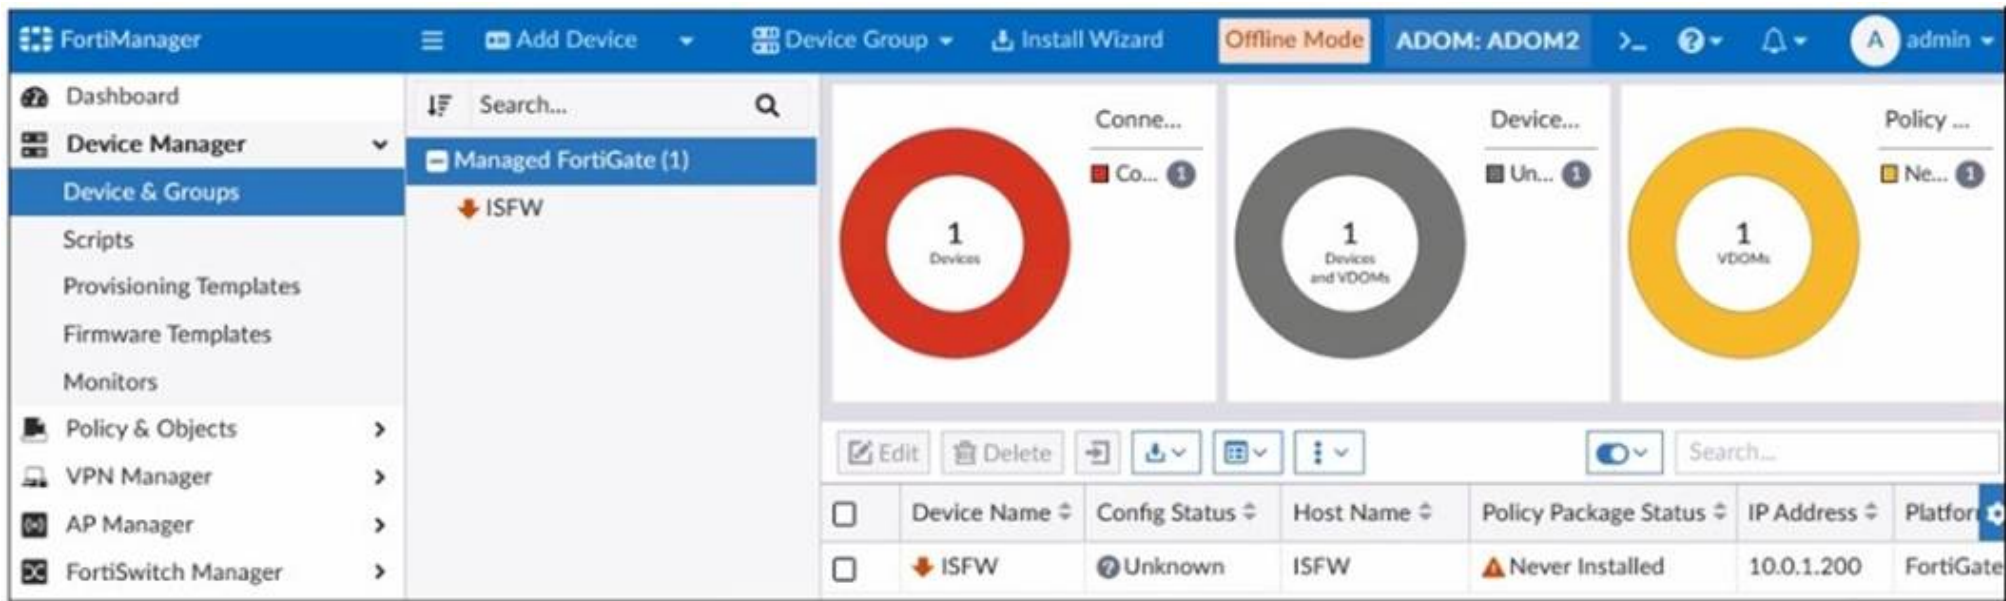 FortiManager
Add Device
Device Group
Install Wizard
Offline Mode
ADOM: ADOM2
>_
?
A
admin
Dashboard
Device Manager
Device & Groups
Scripts
Provisioning Templates
Firmware Templates
Monitors
Policy & Objects
VPN Manager
AP Manager
FortiSwitch Manager
Search...
Managed FortiGate (1)
ISFW
1
Devices
Conne...
Co... 1
1
Devices
and VDOMs
Device...
Un... 1
1
VDOMs
Policy ...
Ne... 1
Edit
Delete
Search...
Device Name Config Status Host Name Policy Package Status IP Address Platfor
ISFW Unknown ISFW Never Installed 10.0.1.200 FortiGate